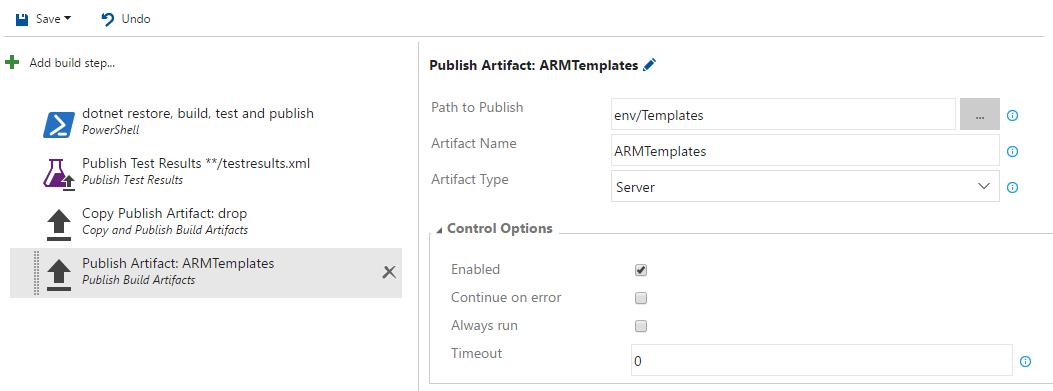 Save
Undo
Add build step...
dotnet restore, build, test and publish
PowerShell
Publish Test Results **/testresults.xml
Publish Test Results
Copy Publish Artifact: drop
Copy and Publish Build Artifacts
Publish Artifact: ARMTemplates
Publish Build Artifacts
Publish Artifact: ARMTemplates
Path to Publish
env/Templates
...
Artifact Name
ARMTemplates
Artifact Type
Server
Control Options
Enabled
Continue on error
Always run
Timeout
0